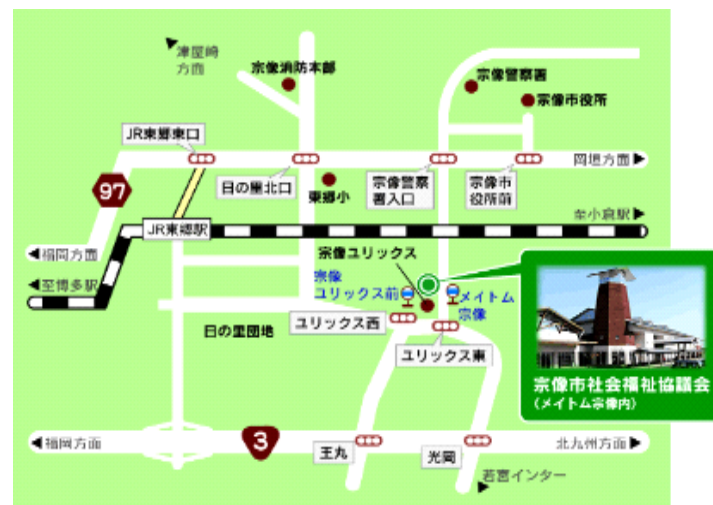 津屋崎
方面
宗像消防本部
宗像警察署
宗像市役所
JR東郷東口
日の里北口
東郷小
宗像警察
署入口
宗像市
役所前
岡垣方面▶
97
JR東郷駅
至小倉駅▶
◀福岡方面
◀至博多駅
宗像ユリックス
宗像
ユリックス前
メイトム
宗像
日の里団地
ユリックス西
ユリックス東
宗像市社会福祉協議会
(メイトム宗像内)
◀福岡方面
3
王丸
光岡
北九州方面▶
若宮インター